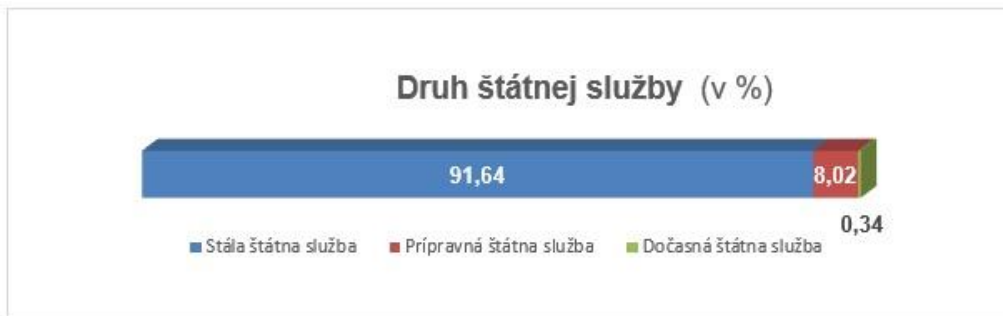 Druh štátnej služby (v %)
91,64 8,02
0,34
Stála štátna služba Prípravná štátna služba Dočasná štátna služba